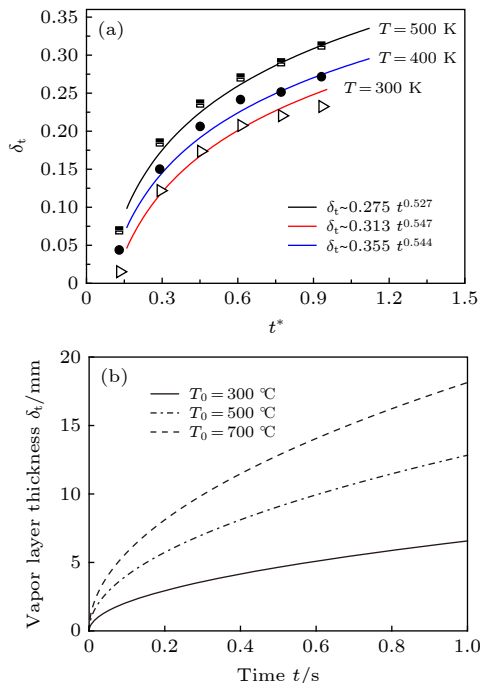 (a)
T = 500 K
T = 400 K
T = 300 K
δt
0.35
0.30
0.25
0.20
0.15
0.10
0.05
0
δt~0.275 t^0.527
δt~0.313 t^0.547
δt~0.355 t^0.544
0 0.3 0.6 0.9 1.2 1.5
t*
(b)
Vapor layer thickness δt/mm
20
15
10
5
0
T0 = 300 ℃
T0 = 500 ℃
T0 = 700 ℃
0 0.2 0.4 0.6 0.8 1.0
Time t/s